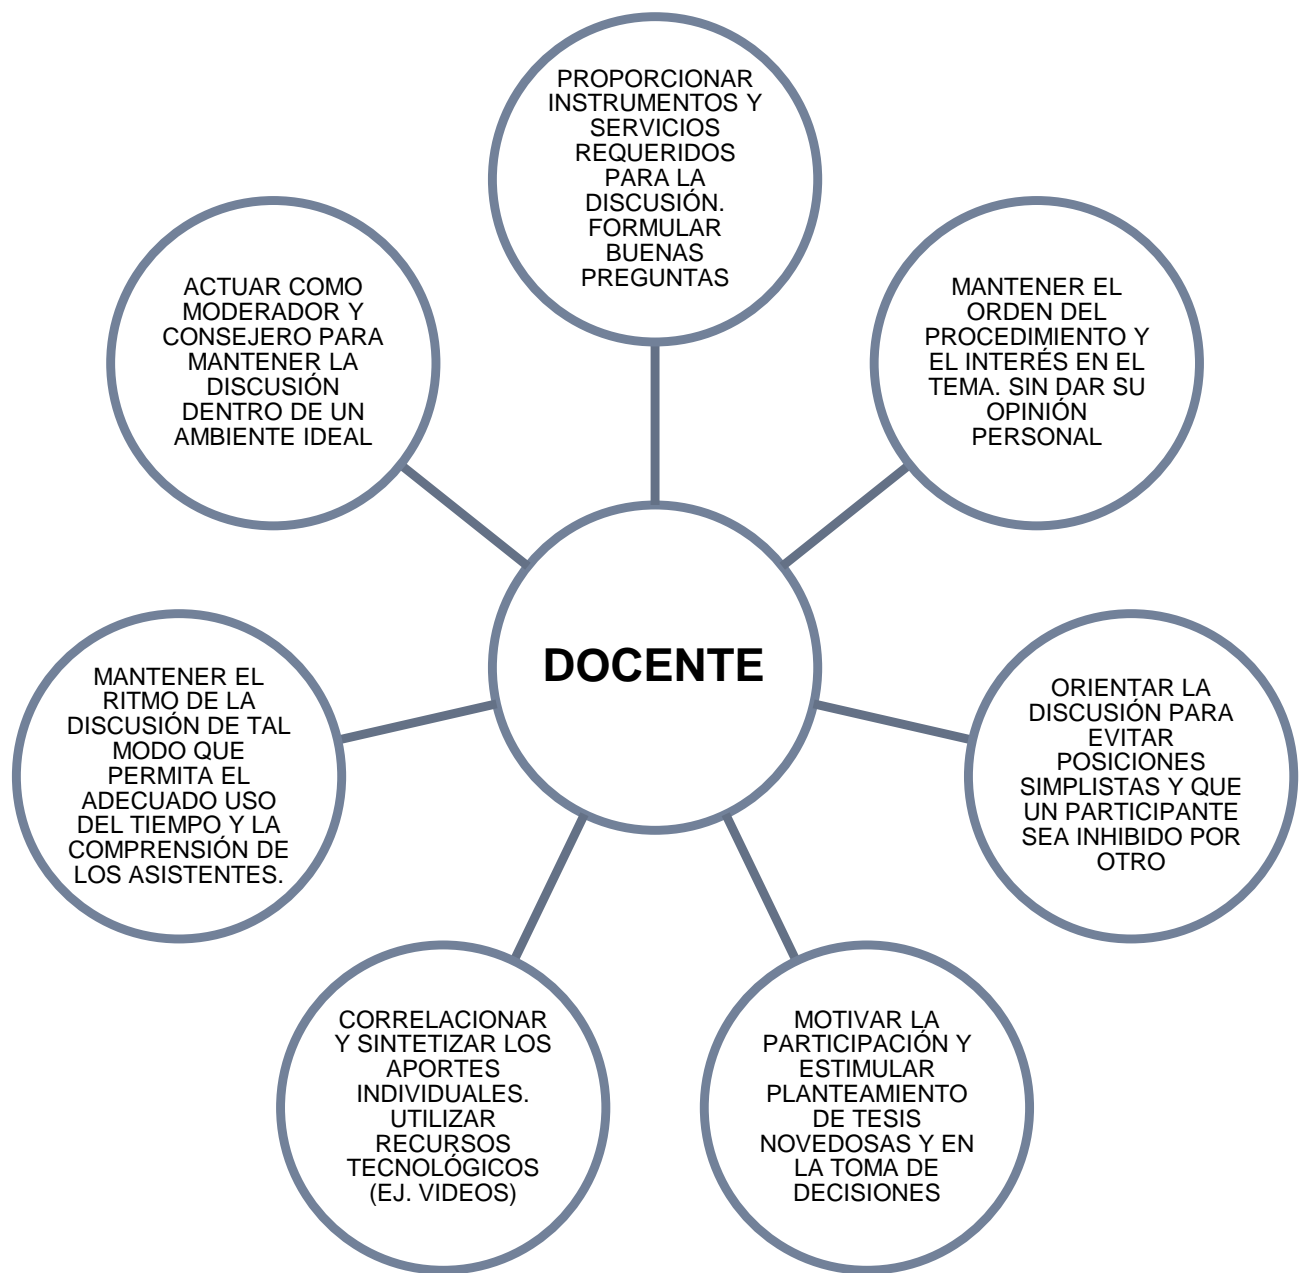 PROPORCIONAR
INSTRUMENTOS Y
SERVICIOS
REQUERIDOS
PARA LA
DISCUSIÓN.
FORMULAR
BUENAS
PREGUNTAS
MANTENER EL
ORDEN DEL
PROCEDIMIENTO Y
EL INTERÉS EN EL
TEMA. SIN DAR SU
OPINIÓN
PERSONAL
ORIENTAR LA
DISCUSIÓN PARA
EVITAR
POSICIONES
SIMPLISTAS Y QUE
UN PARTICIPANTE
SEA INHIBIDO POR
OTRO
MOTIVAR LA
PARTICIPACIÓN Y
ESTIMULAR
PLANTEAMIENTO
DE TESIS
NOVEDOSAS Y EN
LA TOMA DE
DECISIONES
CORRELACIONAR
Y SINTETIZAR LOS
APORTES
INDIVIDUALES.
UTILIZAR
RECURSOS
TECNOLÓGICOS
(EJ. VIDEOS)
MANTENER EL
RITMO DE LA
DISCUSIÓN DE TAL
MODO QUE
PERMITA EL
ADECUADO USO
DEL TIEMPO Y LA
COMPRENSIÓN DE
LOS ASISTENTES.
ACTUAR COMO
MODERADOR Y
CONSEJERO PARA
MANTENER LA
DISCUSIÓN
DENTRO DE UN
AMBIENTE IDEAL
DOCENTE